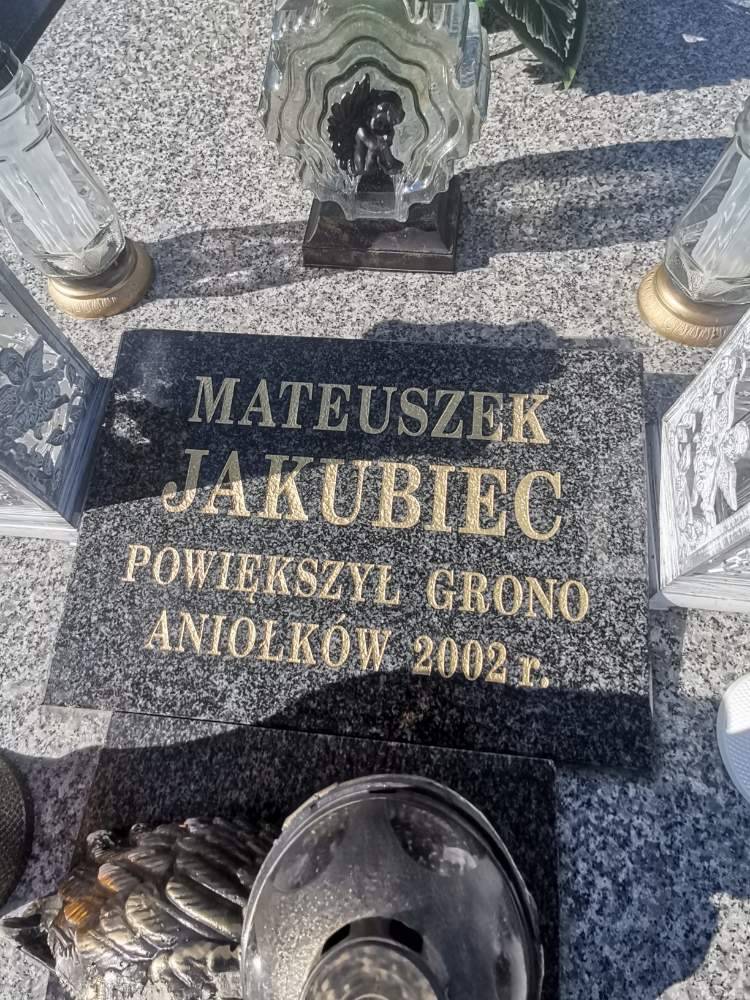 MATEUSZEK
JAKUBIEC
POWIĘKSZYŁ GRONO
ANIOŁKÓW 2002 r.